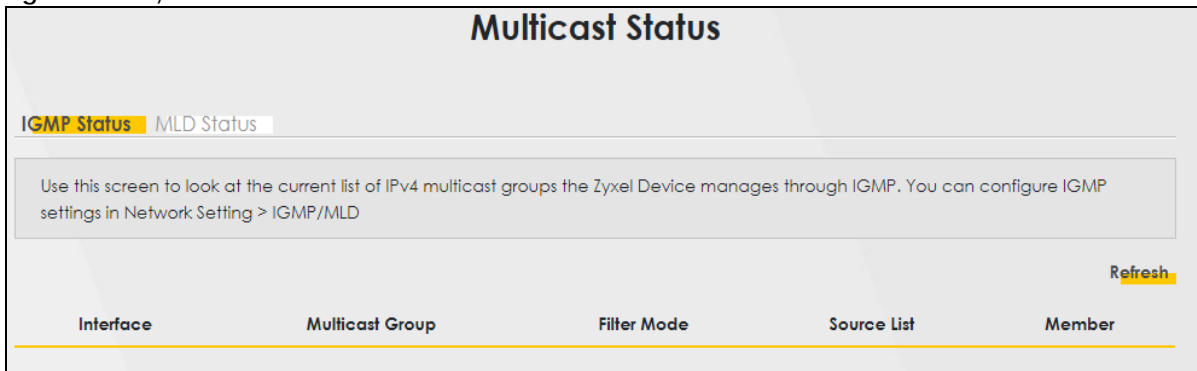 Multicast Status
IGMP Status MLD Status
Use this screen to look at the current list of IPv4 multicast groups the Zyxel Device manages through IGMP. You can configure IGMP
settings in Network Setting > IGMP/MLD
Refresh
Interface Multicast Group Filter Mode Source List Member